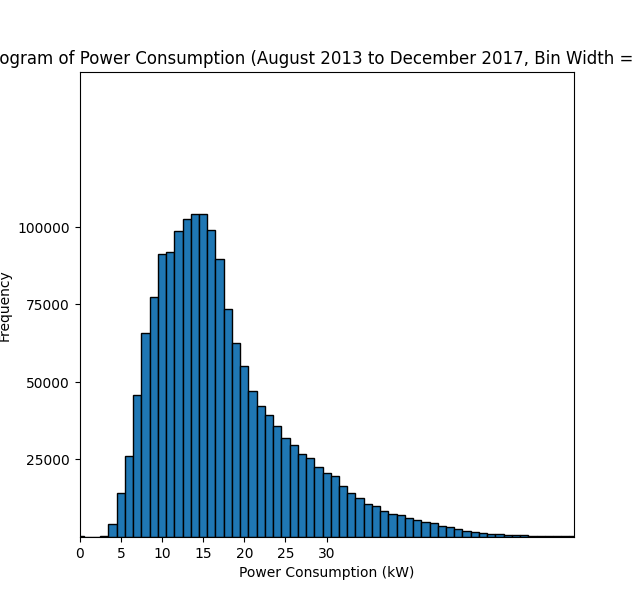 ogram of Power Consumption (August 2013 to December 2017, Bin Width =
100000
75000
50000
25000
Frequency
0 5 10 15 20 25 30
Power Consumption (kW)